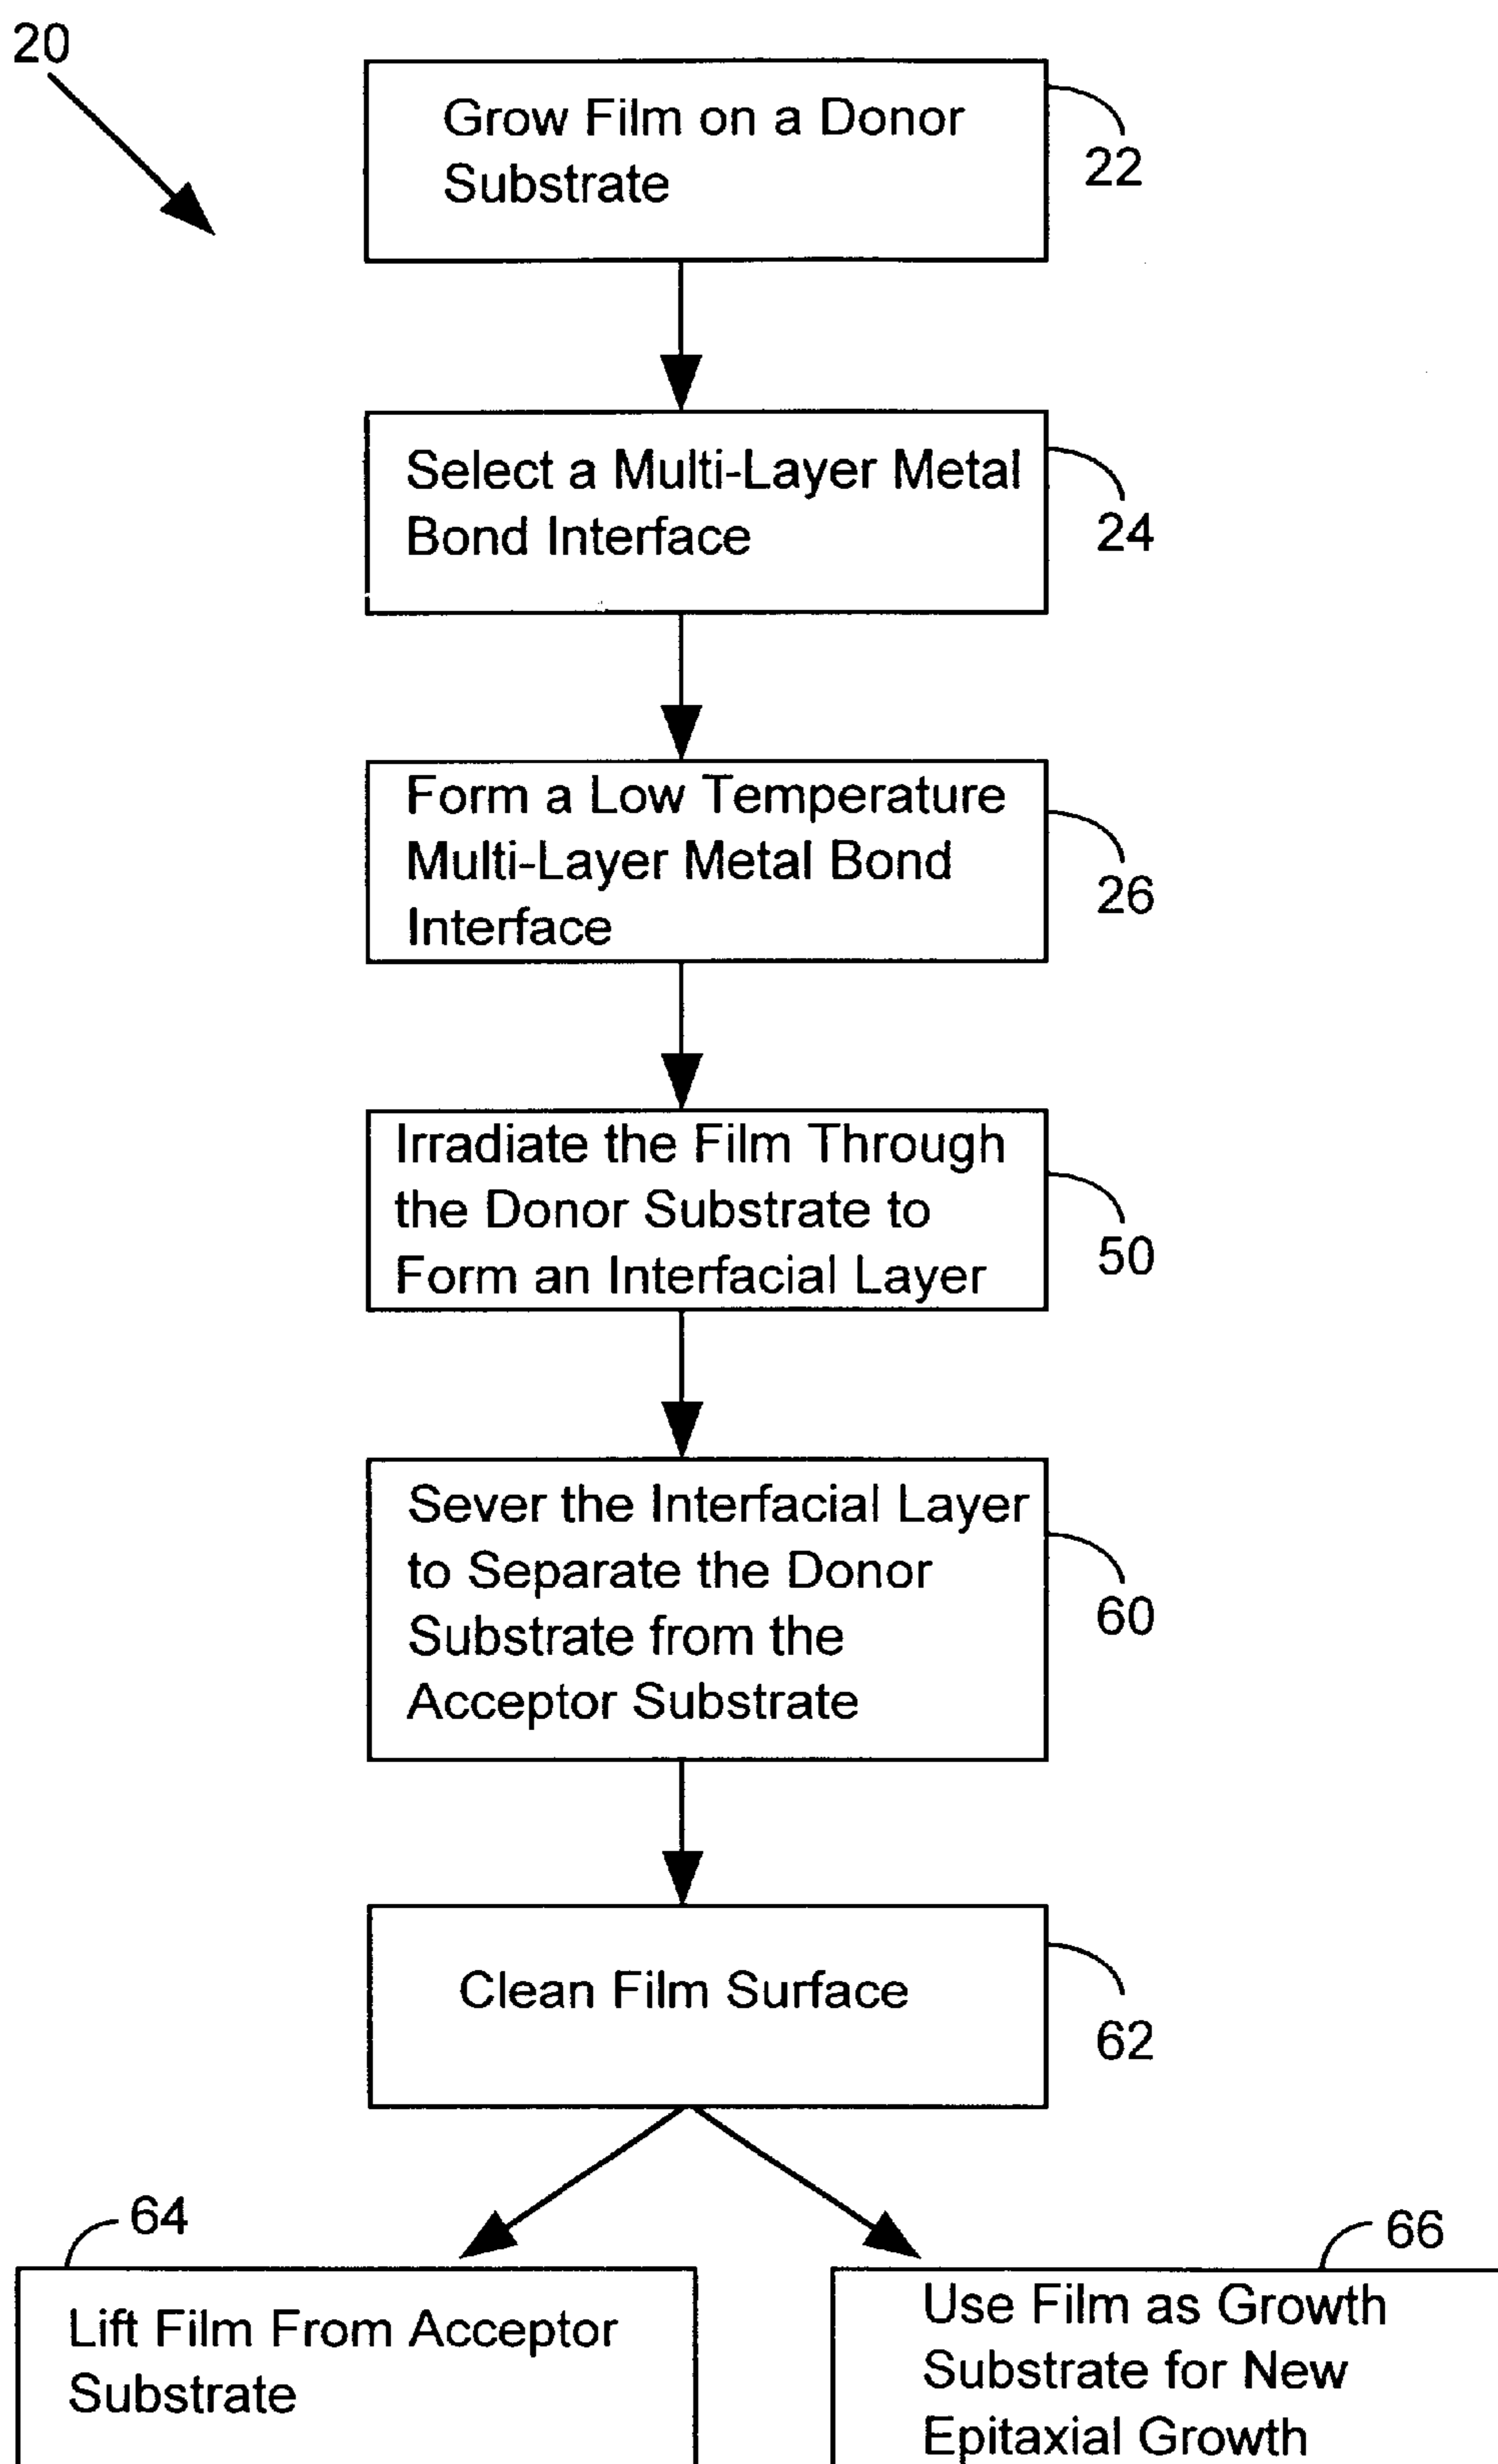 20
Grow Film on a Donor
Substrate
22
Select a Multi-Layer Metal
Bond Interface
24
Form a Low Temperature
Multi-Layer Metal Bond
Interface
26
Irradiate the Film Through
the Donor Substrate to
Form an Interfacial Layer
50
Sever the Interfacial Layer
to Separate the Donor
Substrate from the
Acceptor Substrate
60
Clean Film Surface
62
64
Lift Film From Acceptor
Substrate
66
Use Film as Growth
Substrate for New
Epitaxial Growth